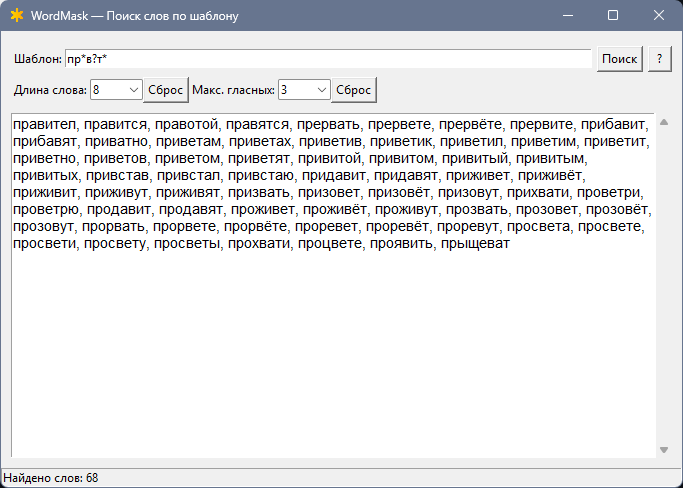 WordMask — Поиск слов по шаблону
Шаблон: пр*в?т* Поиск ?
Длина слова: 8 Сброс Макс. гласных: 3 Сброс
правител, правится, правотой, правятся, прервать, прервете, прервёте, прервите, прибавит,
прибавят, приватно, приветам, приветах, приветив, приветик, приветил, приветим, приветит,
приветно, приветов, приветом, приветят, привитой, привитом, привитый, привитым,
привитых, привстав, привстал, привстаю, придавит, придавят, приживет, приживёт,
приживит, приживут, приживят, призвать, призовет, призовёт, призовут, прихвати, проветри,
проветрю, продавит, продавят, проживет, проживёт, проживут, прозвать, прозовет, прозовёт,
прозовут, прорвать, прорвете, прорвёте, проревет, проревёт, проревут, просвета, просвете,
просвети, просвету, просветы, прохвати, процвете, проявить, прыщеват
Найдено слов: 68